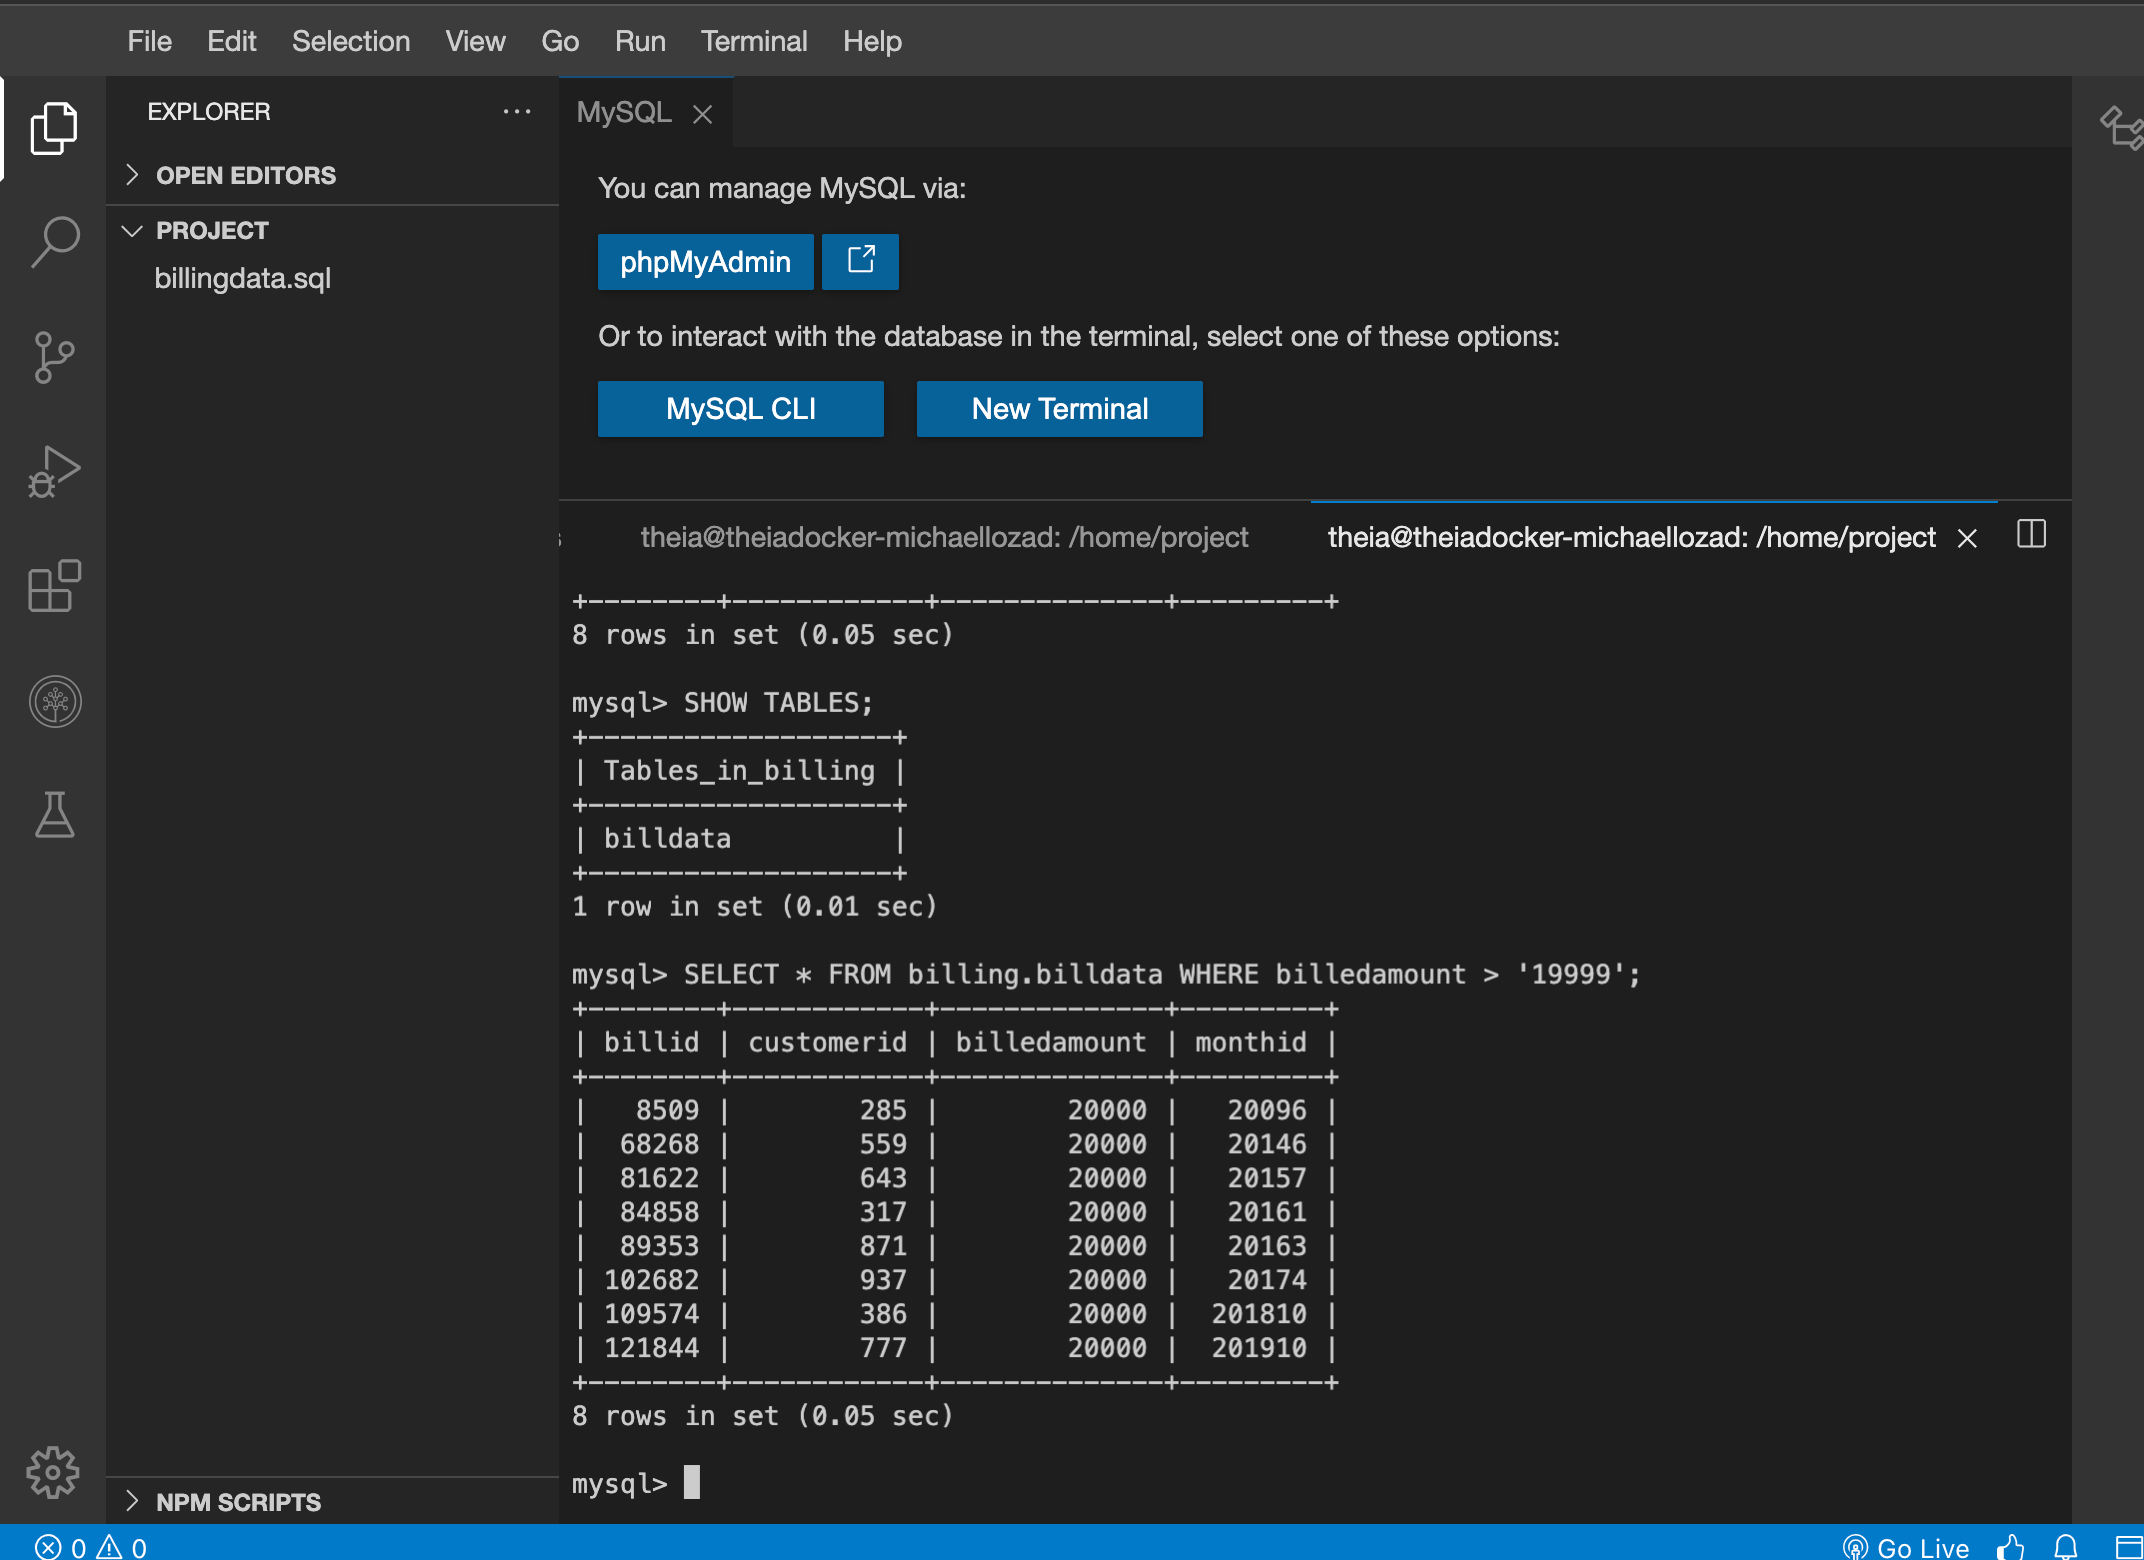 File Edit Selection View Go Run Terminal Help
EXPLORER ...
OPEN EDITORS
PROJECT
billingdata.sql
NPM SCRIPTS
MySQL
You can manage MySQL via:
phpMyAdmin
Or to interact with the database in the terminal, select one of these options:
MySQL CLI New Terminal
theia@theiadocker-michaellozad: /home/project theia@theiadocker-michaellozad: /home/project
+--------+------------+--------------+---------+
8 rows in set (0.05 sec)
mysql> SHOW TABLES;
+-------------------+
| Tables_in_billing |
+-------------------+
| billdata          |
+-------------------+
1 row in set (0.01 sec)
mysql> SELECT * FROM billing.billdata WHERE billedamount > '19999';
+--------+------------+--------------+---------+
| billid | customerid | billedamount | monthid |
+--------+------------+--------------+---------+
|   8509 |        285 |        20000 |   20096 |
|  68268 |        559 |        20000 |   20146 |
|  81622 |        643 |        20000 |   20157 |
|  84858 |        317 |        20000 |   20161 |
|  89353 |        871 |        20000 |   20163 |
| 102682 |        937 |        20000 |   20174 |
| 109574 |        386 |        20000 |  201810 |
| 121844 |        777 |        20000 |  201910 |
+--------+------------+--------------+---------+
8 rows in set (0.05 sec)
mysql>
0 0 Go Live